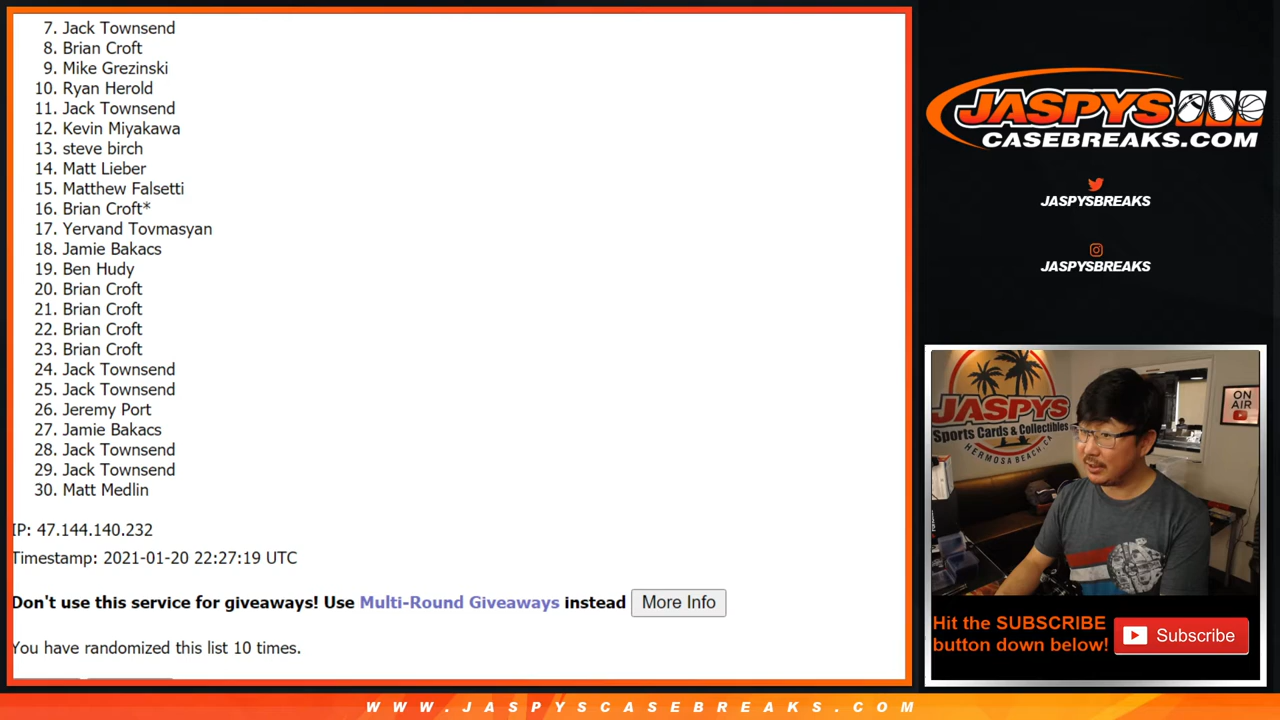 7. Jack Townsend
8. Brian Croft
9. Mike Grezinski
10. Ryan Herold
11. Jack Townsend
12. Kevin Miyakawa
13. steve birch
14. Matt Lieber
15. Matthew Falsetti
16. Brian Croft*
17. Yervand Tovmasyan
18. Jamie Bakacs
19. Ben Hudy
20. Brian Croft
21. Brian Croft
22. Brian Croft
23. Brian Croft
24. Jack Townsend
25. Jack Townsend
26. Jeremy Port
27. Jamie Bakacs
28. Jack Townsend
29. Jack Townsend
30. Matt Medlin
IP: 47.144.140.232
Timestamp: 2021-01-20 22:27:19 UTC
Don't use this service for giveaways! Use Multi-Round Giveaways instead More Info
You have randomized this list 10 times.
JASPYS
CASEBREAKS.COM
JASPYSBREAKS
JASPYSBREAKS
JASPYS
Sports Cards & Collectibles
HERMOSA BEACH, CA
ON
AIR
Hit the SUBSCRIBE
button down below!
Subscribe
WWW.JASPYSCASEBREAKS.COM